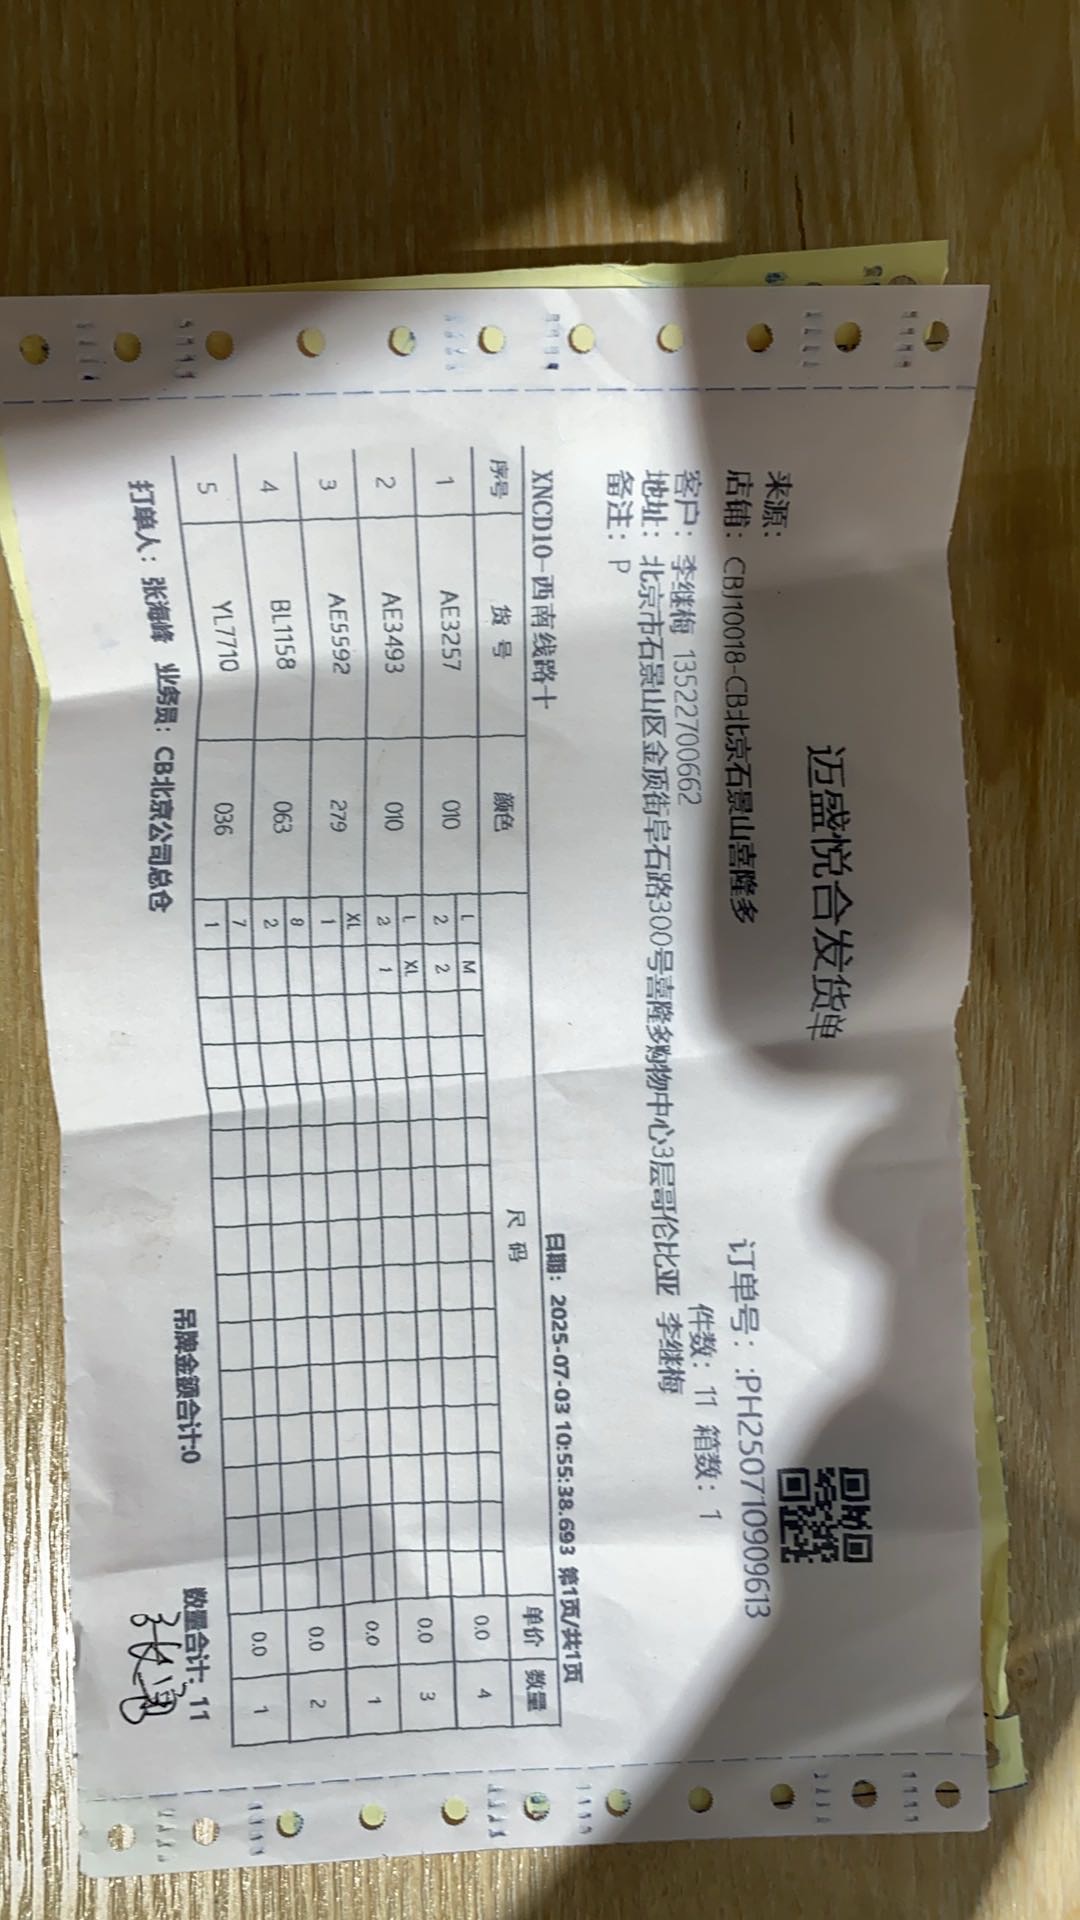 迈盛悦合发货单
来源：
店铺：CBJ10018-CB北京石景山喜隆多
订单号：:PH250710909613
客户：李继梅 13522700662
件数：11 箱数：1
地址：北京市石景山区金顶街阜石路300号喜隆多购物中心3层哥伦比亚 李继梅
备注：P
XNCD10-西南线路十
日期：2025-07-03 10:55:38.693 第1页/共1页
序号 货号 颜色 尺码 单价 数量
L M
1 AE3257 010 2 2 0.0 4
L XL
2 AE3493 010 2 1 0.0 3
XL
3 AE5592 279 1 0.0 1
8
4 BL1158 063 2 0.0 2
7
5 YL7710 036 1 0.0 1
打单人：张海峰 业务员：CB北京公司总仓 吊牌金额合计:0 数量合计: 11